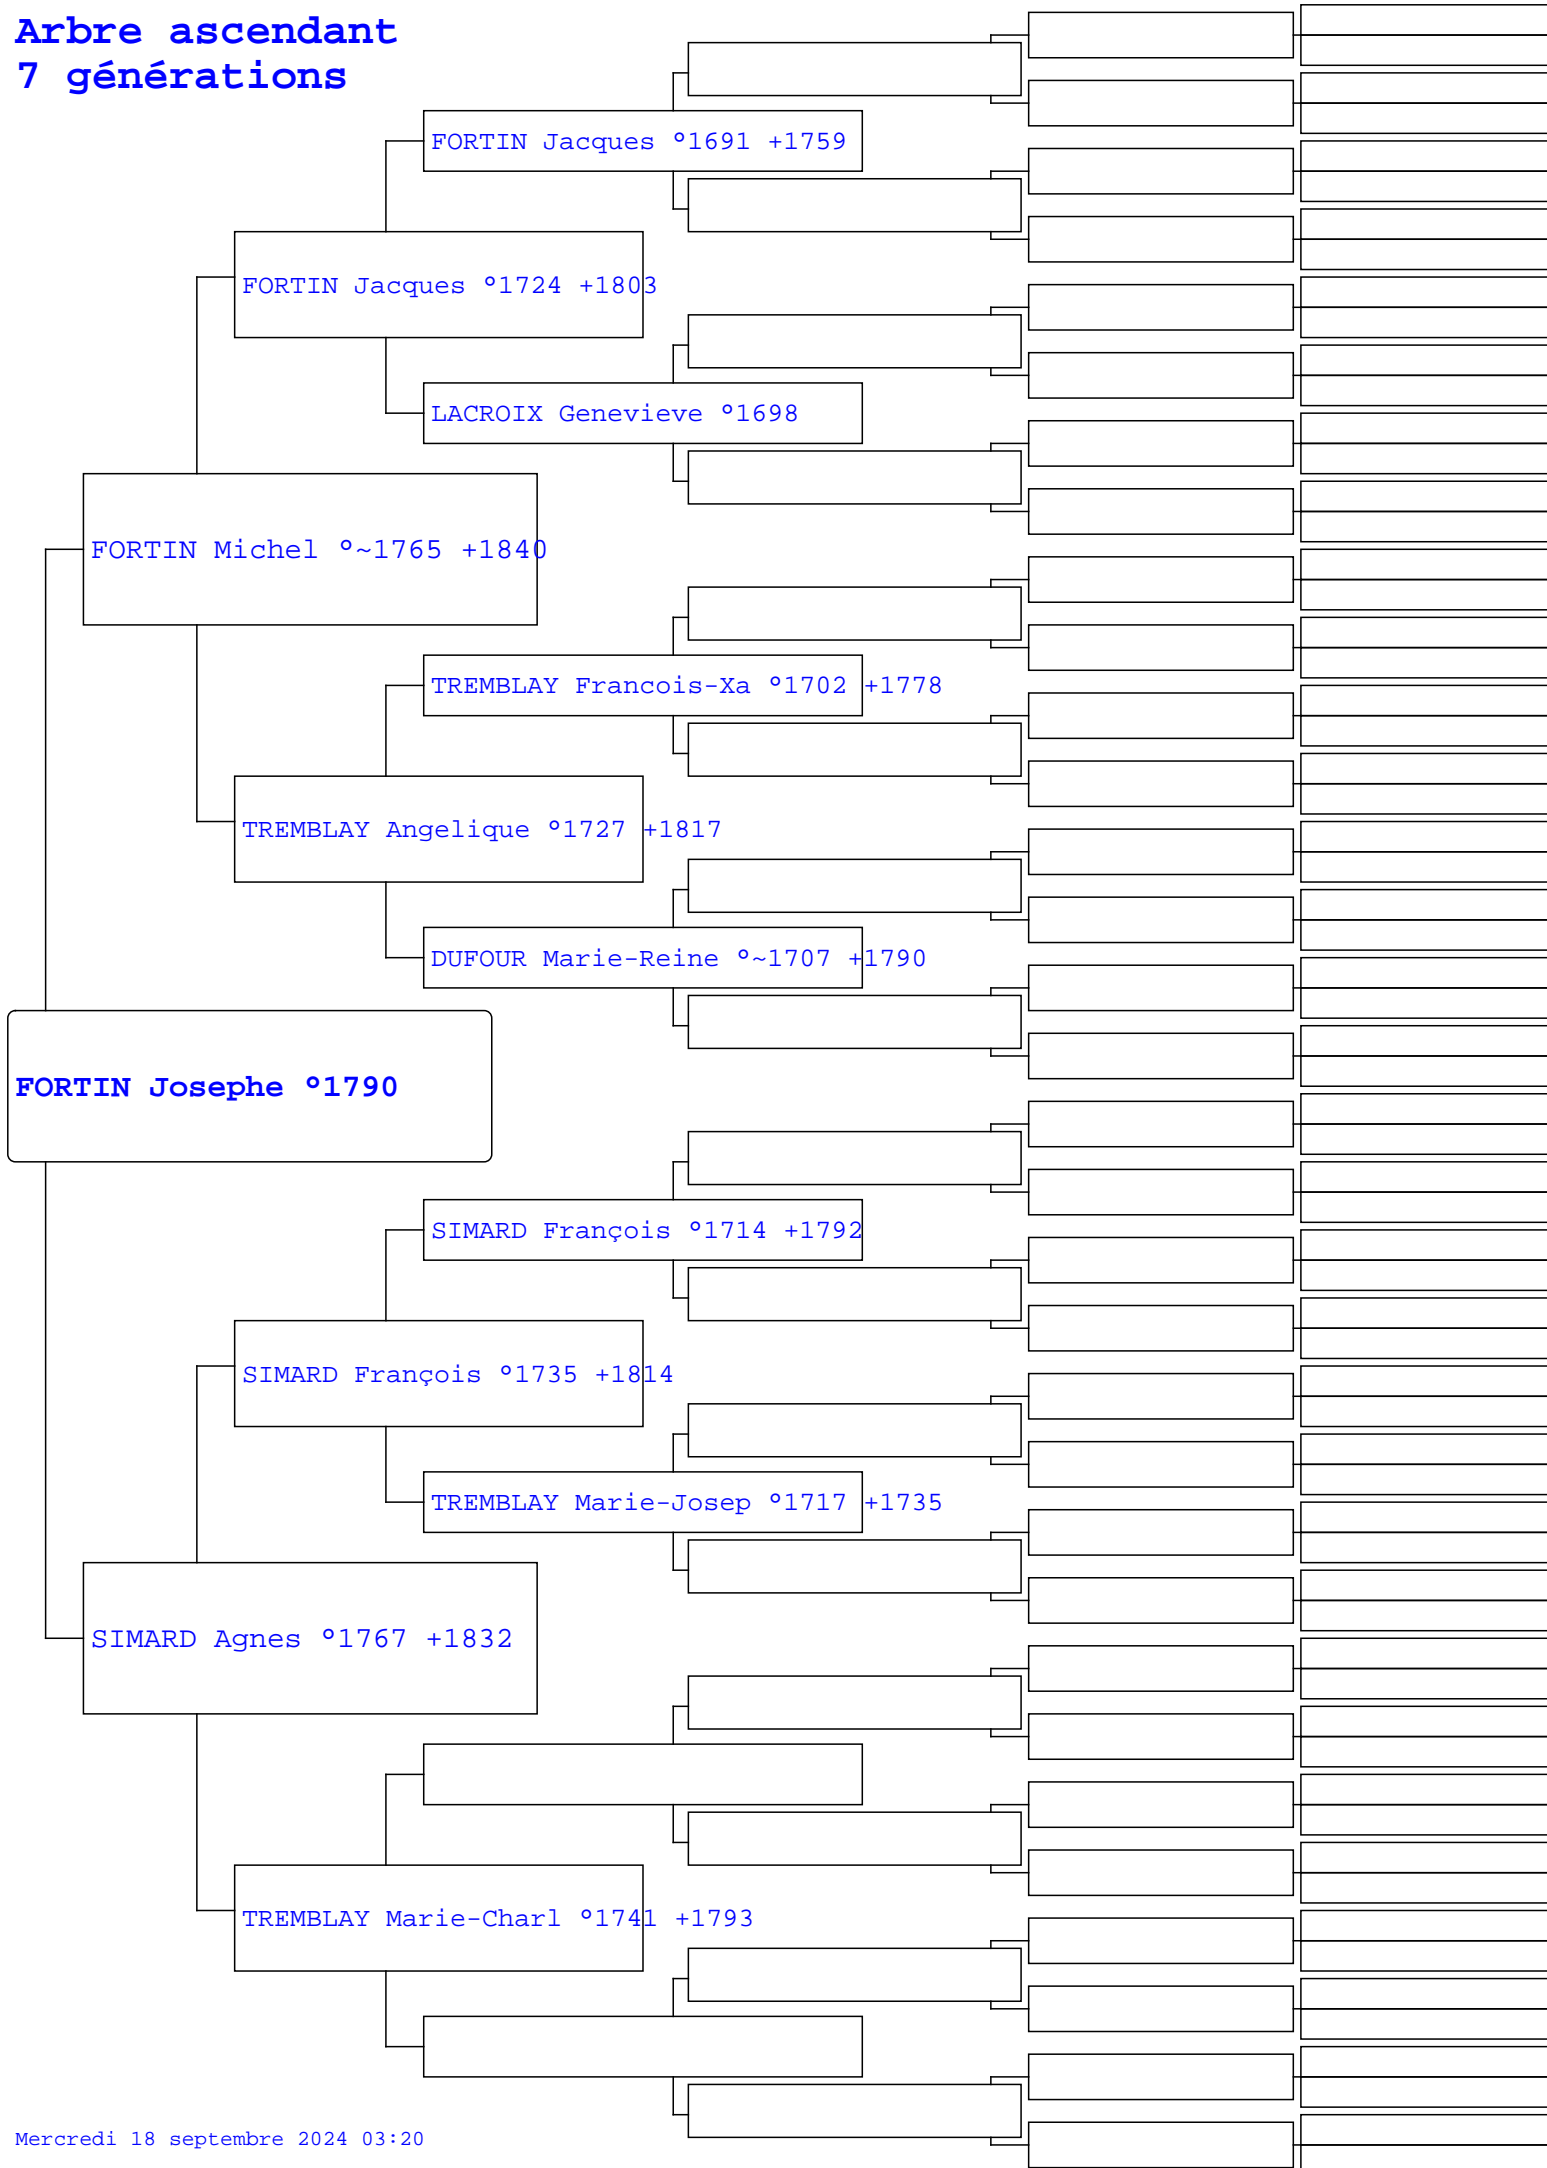 Arbre ascendant
7 générations
FORTIN Jacques °1691 +1759
FORTIN Jacques °1724 +1803
LACROIX Genevieve °1698
FORTIN Michel °~1765 +1840
TREMBLAY Francois-Xa °1702 +1778
TREMBLAY Angelique °1727 +1817
DUFOUR Marie-Reine °~1707 +1790
FORTIN Josephe °1790
SIMARD François °1714 +1792
SIMARD François °1735 +1814
TREMBLAY Marie-Josep °1717 +1735
SIMARD Agnes °1767 +1832
TREMBLAY Marie-Charl °1741 +1793
Mercredi 18 septembre 2024 03:20